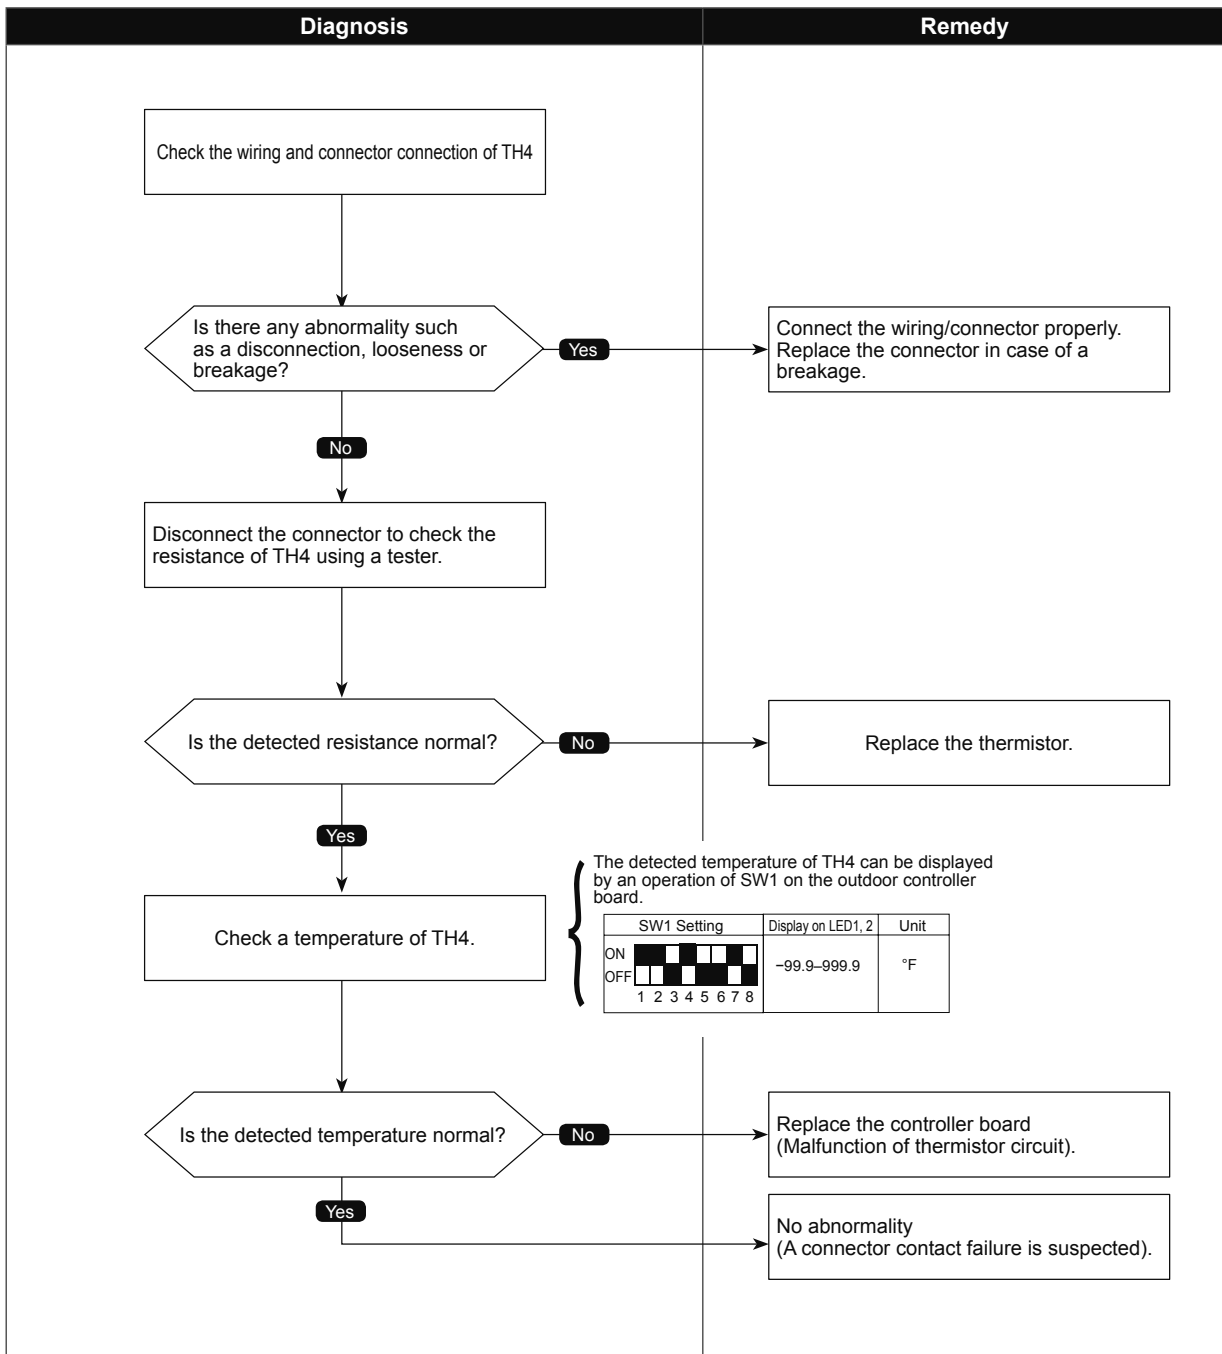 Diagnosis
Remedy
Check the wiring and connector connection of TH4
Is there any abnormality such
as a disconnection, looseness or
breakage?
Yes
Connect the wiring/connector properly.
Replace the connector in case of a
breakage.
No
Disconnect the connector to check the
resistance of TH4 using a tester.
Is the detected resistance normal?
No
Replace the thermistor.
Yes
The detected temperature of TH4 can be displayed
by an operation of SW1 on the outdoor controller
board.
Check a temperature of TH4.
SW1 Setting
Display on LED1, 2
Unit
ON
OFF
1 2 3 4 5 6 7 8
−99.9–999.9
°F
Is the detected temperature normal?
No
Replace the controller board
(Malfunction of thermistor circuit).
Yes
No abnormality
(A connector contact failure is suspected).